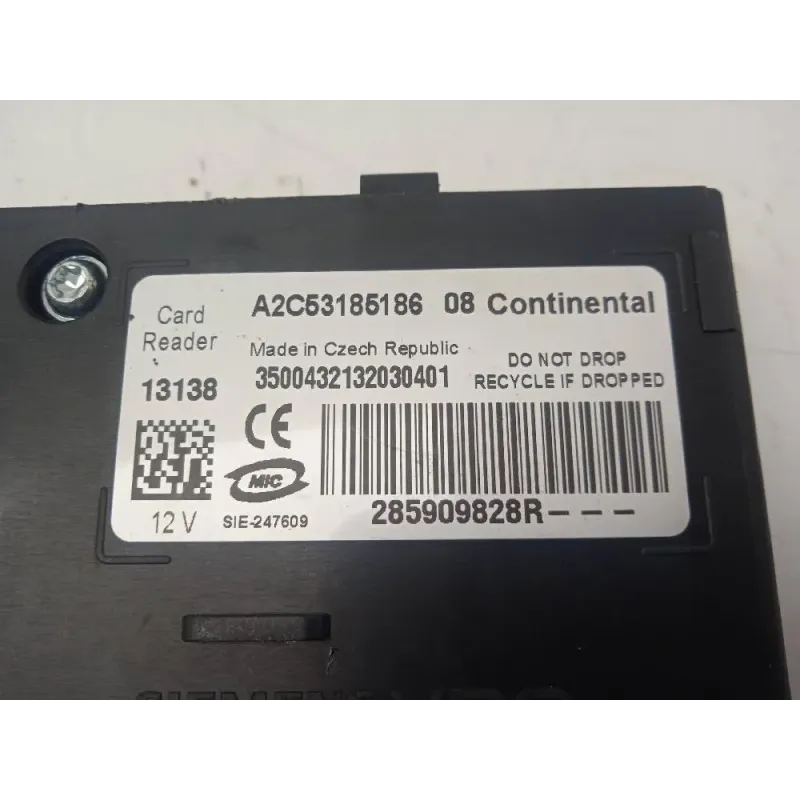 Card
Reader
13138
12 V
A2C53185186 08 Continental
Made in Czech Republic
3500432132030401
DO NOT DROP
RECYCLE IF DROPPED
CE
MIC
SIE-247609
285909828R---